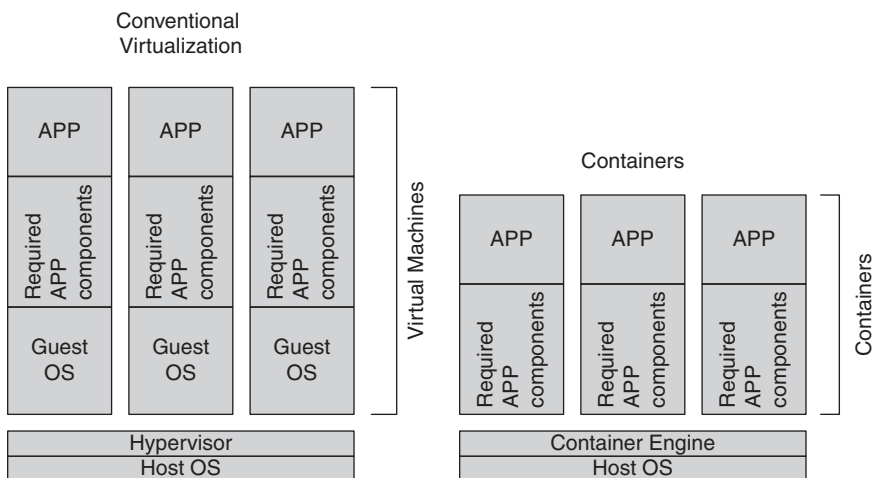 Conventional
Virtualization
APP
APP
APP
Required
APP
components
Required
APP
components
Required
APP
components
Guest
OS
Guest
OS
Guest
OS
Virtual Machines
Hypervisor
Host OS
Containers
APP
APP
APP
Required
APP
components
Required
APP
components
Required
APP
components
Containers
Container Engine
Host OS